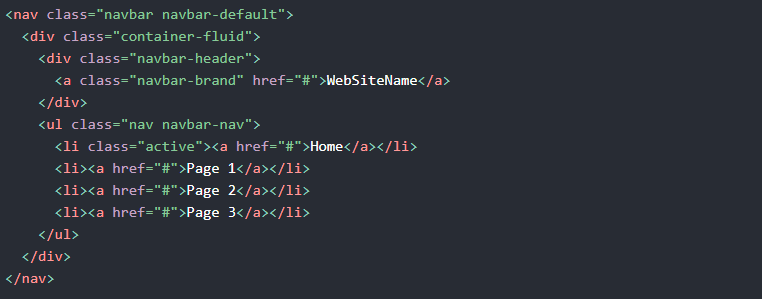 <nav class="navbar navbar-default">
  <div class="container-fluid">
    <div class="navbar-header">
      <a class="navbar-brand" href="#">WebSiteName</a>
    </div>
    <ul class="nav navbar-nav">
      <li class="active"><a href="#">Home</a></li>
      <li><a href="#">Page 1</a></li>
      <li><a href="#">Page 2</a></li>
      <li><a href="#">Page 3</a></li>
    </ul>
  </div>
</nav>